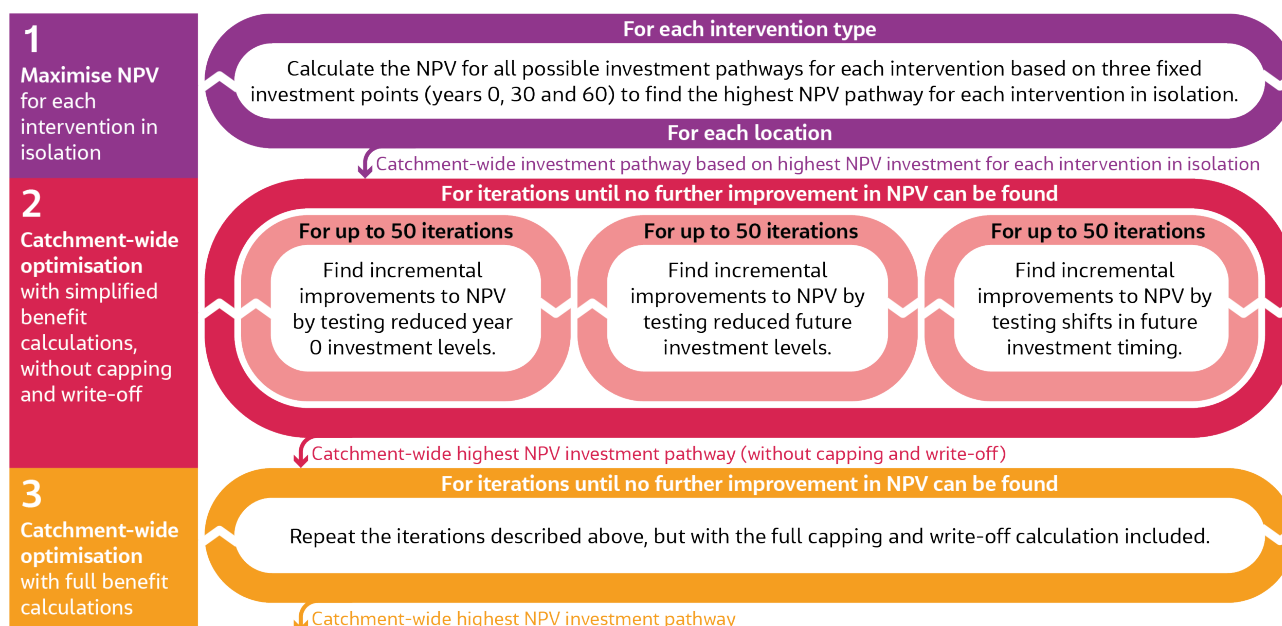 1
Maximise NPV
for each
intervention in
isolation
For each intervention type
Calculate the NPV for all possible investment pathways for each intervention based on three fixed
investment points (years 0, 30 and 60) to find the highest NPV pathway for each intervention in isolation.
For each location
Catchment-wide investment pathway based on highest NPV investment for each intervention in isolation
2
Catchment-wide
optimisation
with simplified
benefit
calculations,
without capping
and write-off
For iterations until no further improvement in NPV can be found
For up to 50 iterations
Find incremental
improvements to NPV
by testing reduced year
0 investment levels.
For up to 50 iterations
Find incremental
improvements to NPV by
testing reduced future
investment levels.
For up to 50 iterations
Find incremental
improvements to NPV by
testing shifts in future
investment timing.
Catchment-wide highest NPV investment pathway (without capping and write-off)
3
Catchment-wide
optimisation
with full benefit
calculations
For iterations until no further improvement in NPV can be found
Repeat the iterations described above, but with the full capping and write-off calculation included.
Catchment-wide highest NPV investment pathway